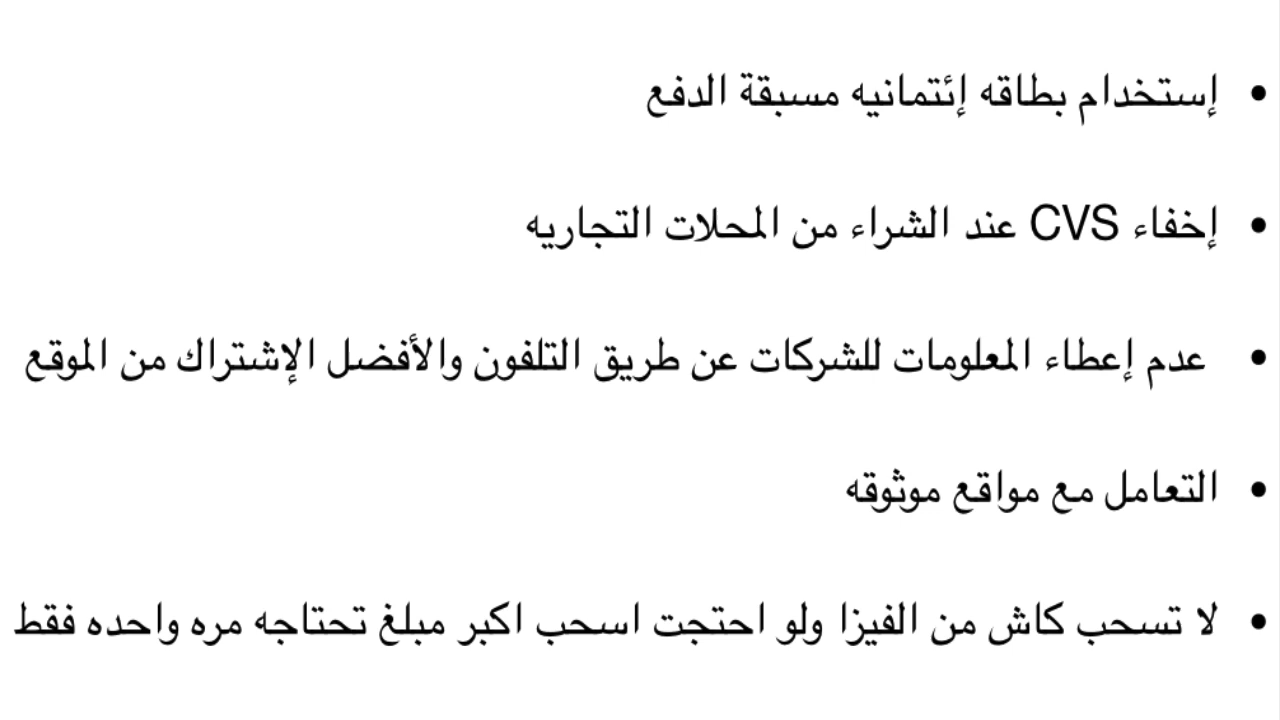 • إستخدام بطاقه إئتمانيه مسبقة الدفع
• إخفاء CVS عند الشراء من المحلات التجاريه
• عدم إعطاء المعلومات للشركات عن طريق التلفون والأفضل الإشتراك من الموقع
• التعامل مع مواقع موثوقه
• لا تسحب كاش من الفيزا ولو احتجت اسحب اكبر مبلغ تحتاجه مره واحده فقط